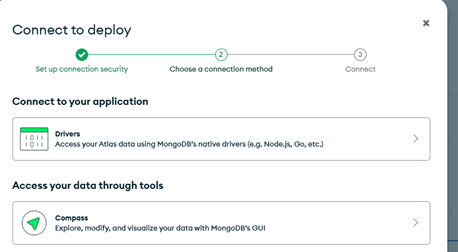 Connect to deploy
2
3
Set up connection security
Choose a connection method
Connect
Connect to your application
Drivers
Access your Atlas data using MongoDB's native drivers (e.g. Node.js, Go, etc.)
Access your data through tools
Compass
Explore, modify, and visualize your data with MongoDB's GUI